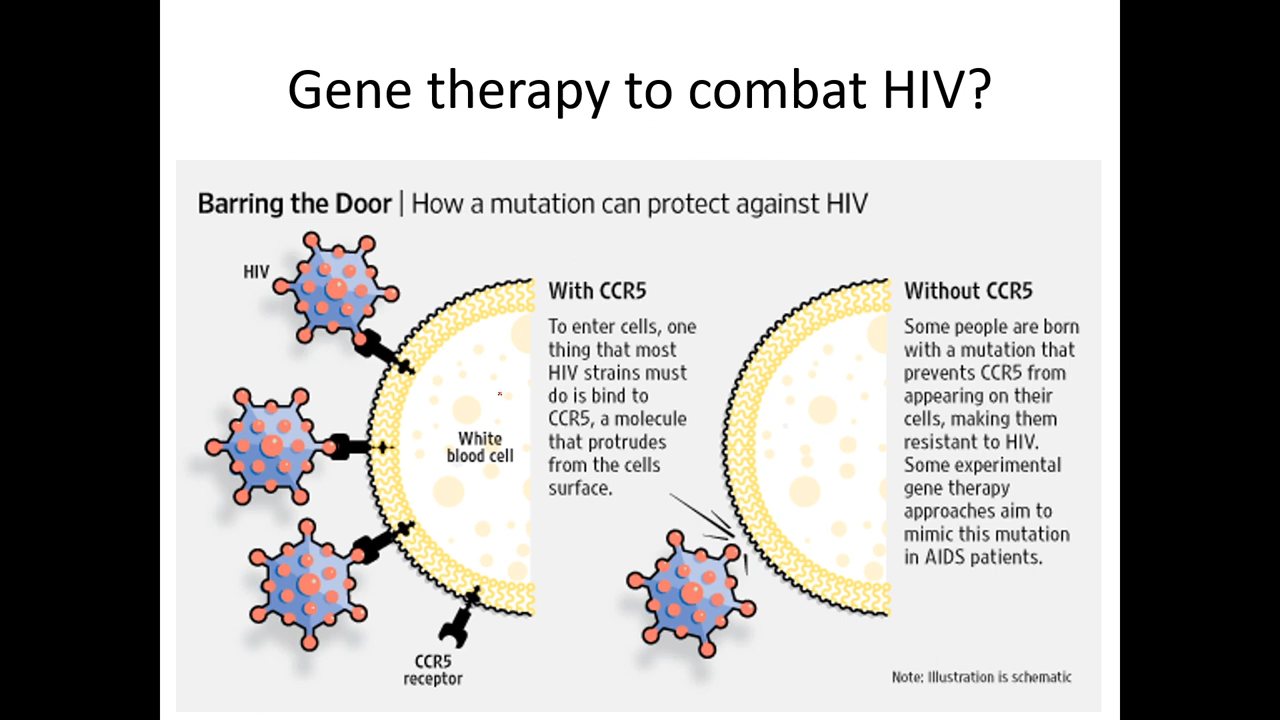 Gene therapy to combat HIV?
Barring the Door | How a mutation can protect against HIV
HIV
White
blood cell
CCR5
receptor
With CCR5
To enter cells, one
thing that most
HIV strains must
do is bind to
CCR5, a molecule
that protrudes
from the cells
surface.
Without CCR5
Some people are born
with a mutation that
prevents CCR5 from
appearing on their
cells, making them
resistant to HIV.
Some experimental
gene therapy
approaches aim to
mimic this mutation
in AIDS patients.
Note: Illustration is schematic